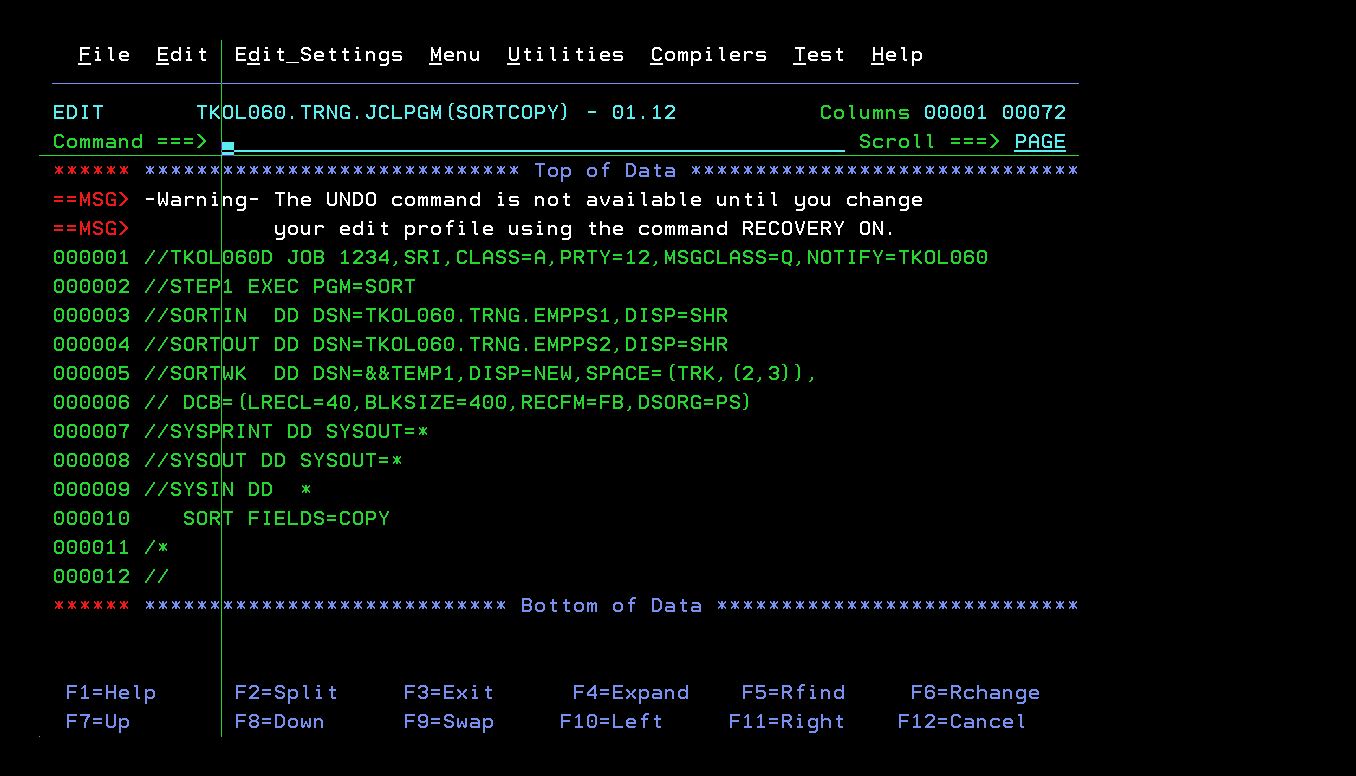 File  Edit  Edit_Settings  Menu  Utilities  Compilers  Test  Help
EDIT       TKOL060.TRNG.JCLPGM(SORTCOPY) - 01.12           Columns 00001 00072
Command ===>                                                  Scroll ===> PAGE
****** ***************************** Top of Data ******************************
==MSG> -Warning- The UNDO command is not available until you change
==MSG>           your edit profile using the command RECOVERY ON.
000001 //TKOL060D JOB 1234,SRI,CLASS=A,PRTY=12,MSGCLASS=Q,NOTIFY=TKOL060
000002 //STEP1 EXEC PGM=SORT
000003 //SORTIN  DD DSN=TKOL060.TRNG.EMPPS1,DISP=SHR
000004 //SORTOUT DD DSN=TKOL060.TRNG.EMPPS2,DISP=SHR
000005 //SORTWK  DD DSN=&&TEMP1,DISP=NEW,SPACE=(TRK,(2,3)),
000006 // DCB=(LRECL=40,BLKSIZE=400,RECFM=FB,DSORG=PS)
000007 //SYSPRINT DD SYSOUT=*
000008 //SYSOUT DD SYSOUT=*
000009 //SYSIN DD  *
000010    SORT FIELDS=COPY
000011 /*
000012 //
****** **************************** Bottom of Data ****************************
F1=Help      F2=Split     F3=Exit      F4=Expand    F5=Rfind     F6=Rchange
F7=Up        F8=Down      F9=Swap     F10=Left     F11=Right    F12=Cancel